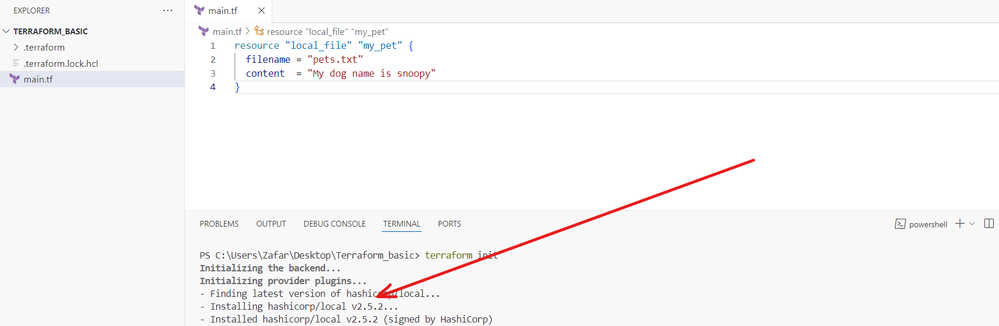 EXPLORER
TERRAFORM_BASIC
.terraform
.terraform.lock.hcl
main.tf
main.tf
main.tf > resource "local_file" "my_pet"
1 resource "local_file" "my_pet" {
2 filename = "pets.txt"
3 content = "My dog name is snoopy"
4 }
PROBLEMS OUTPUT DEBUG CONSOLE TERMINAL PORTS
powershell
PS C:\Users\Zafar\Desktop\Terraform_basic> terraform init
Initializing the backend...
Initializing provider plugins...
- Finding latest version of hashicorp/local...
- Installing hashicorp/local v2.5.2...
- Installed hashicorp/local v2.5.2 (signed by HashiCorp)